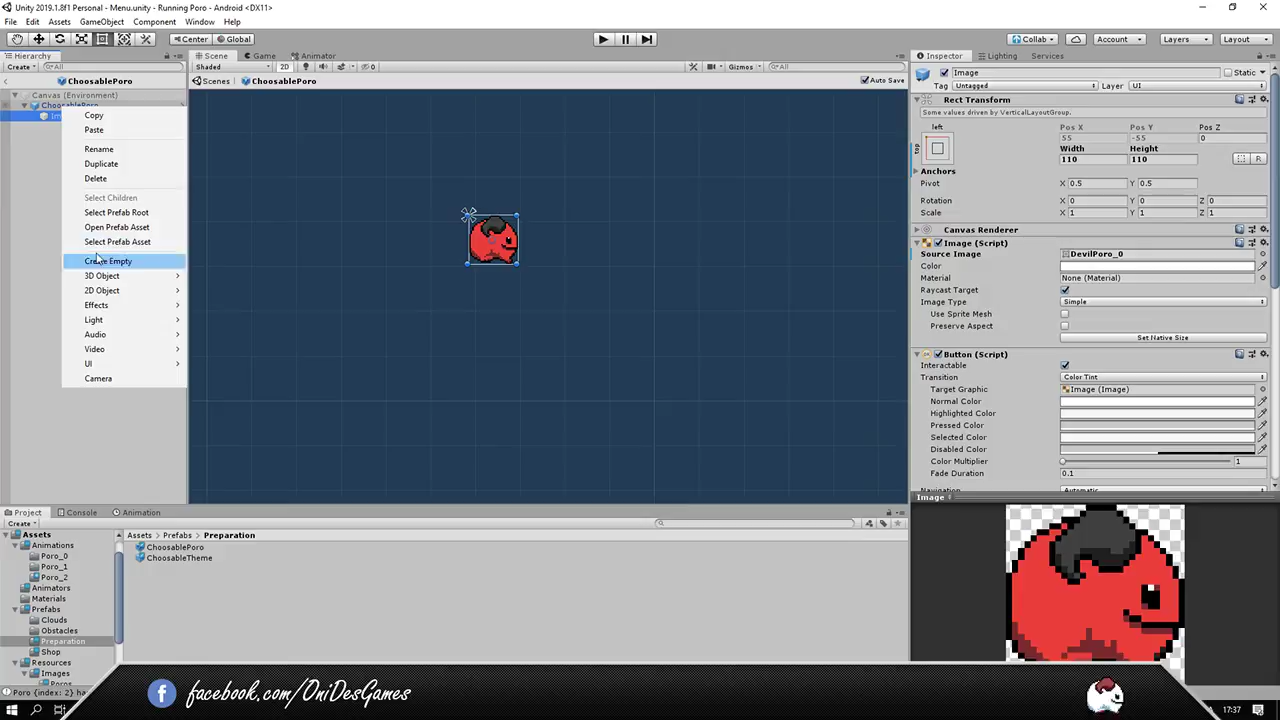 Unity 2019.1.8f1 Personal - Menu.unity - Running Poro - Android <DX11>
File Edit Assets GameObject Component Window Help
Center Global Collab Account Layers Layout
Hierarchy Scene Game Animator Inspector Lighting Services
Create All Shaded 2D 0 Gizmos All
ChoosablePoro Scenes ChoosablePoro Auto Save
Canvas (Environment)
ChoosablePoro
Copy
Paste
Rename
Duplicate
Delete
Select Children
Select Prefab Root
Open Prefab Asset
Select Prefab Asset
Create Empty
3D Object
2D Object
Effects
Light
Audio
Video
UI
Camera
Image Static
Tag Untagged Layer UI
Rect Transform
Some values driven by VerticalLayoutGroup.
left Pos X Pos Y Pos Z
top 55 -55 0
Width Height
110 110 R
Anchors
Pivot X 0.5 Y 0.5
Rotation X 0 Y 0 Z 0
Scale X 1 Y 1 Z 1
Canvas Renderer
Image (Script)
Source Image DevilPoro_0
Color
Material None (Material)
Raycast Target
Image Type Simple
Use Sprite Mesh
Preserve Aspect
Set Native Size
Button (Script)
Interactable
Transition Color Tint
Target Graphic Image (Image)
Normal Color
Highlighted Color
Pressed Color
Selected Color
Disabled Color
Color Multiplier 1
Fade Duration 0.1
Navigation Automatic
Image
Project Console Animation
Create
Assets
Animations
Poro_0
Poro_1
Poro_2
Animators
Materials
Prefabs
Clouds
Obstacles
Preparation
Shop
Resources
Images
Poros
Assets Prefabs Preparation
ChoosablePoro
ChoosableTheme
Poro {index: 2} ha
facebook.com/OniDesGames
17:37